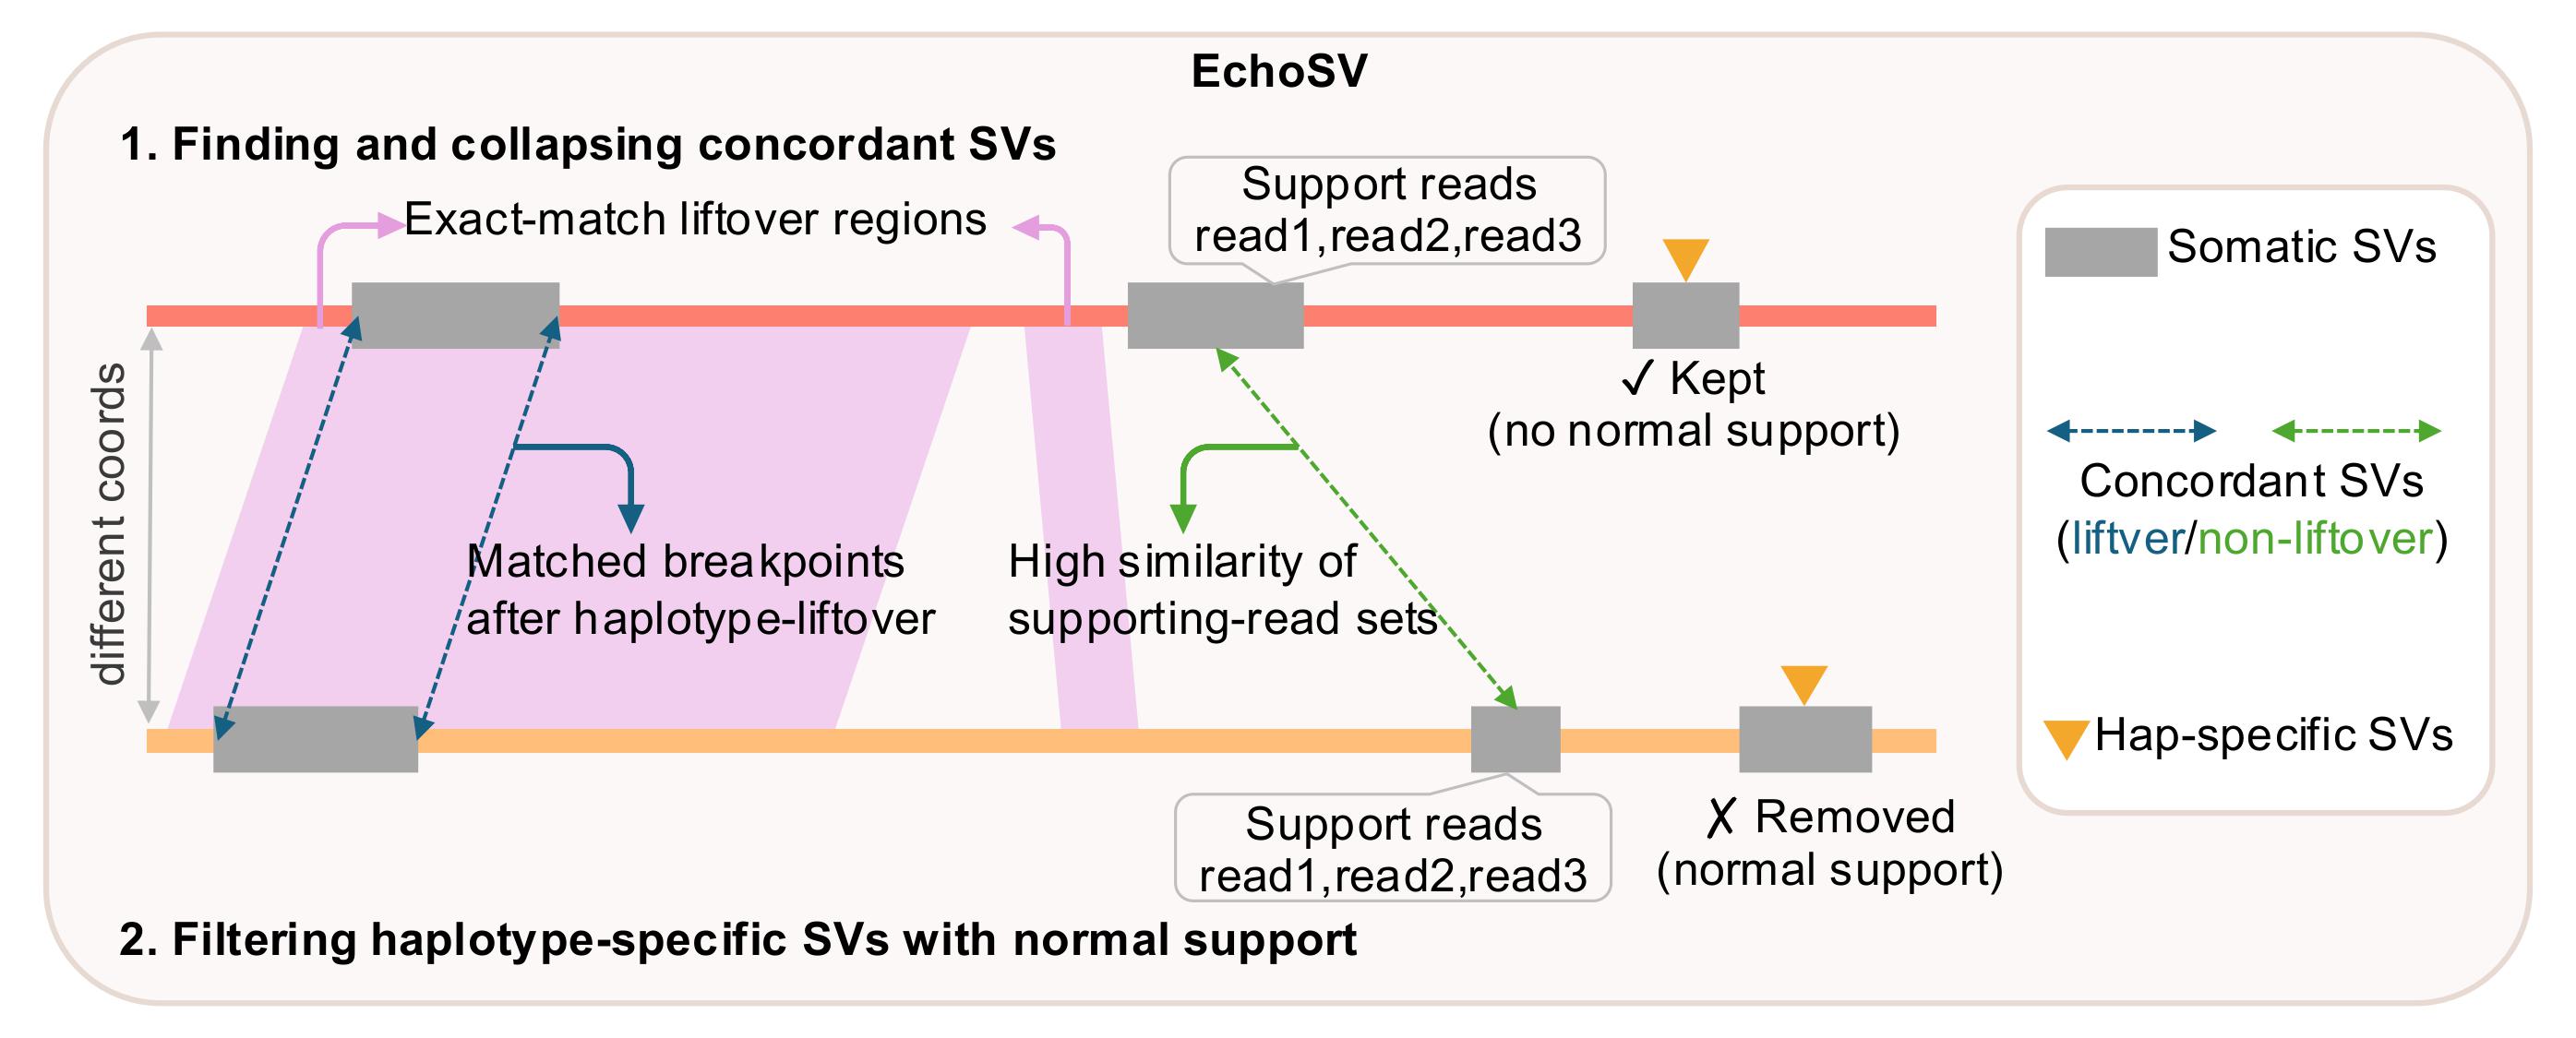 EchoSV
1. Finding and collapsing concordant SVs
Exact-match liftover regions
Support reads
read1,read2,read3
✓ Kept
(no normal support)
different coords
Matched breakpoints
after haplotype-liftover
High similarity of
supporting-read sets
Support reads
read1,read2,read3
✗ Removed
(normal support)
2. Filtering haplotype-specific SVs with normal support
Somatic SVs
Concordant SVs
(liftver/non-liftover)
Hap-specific SVs